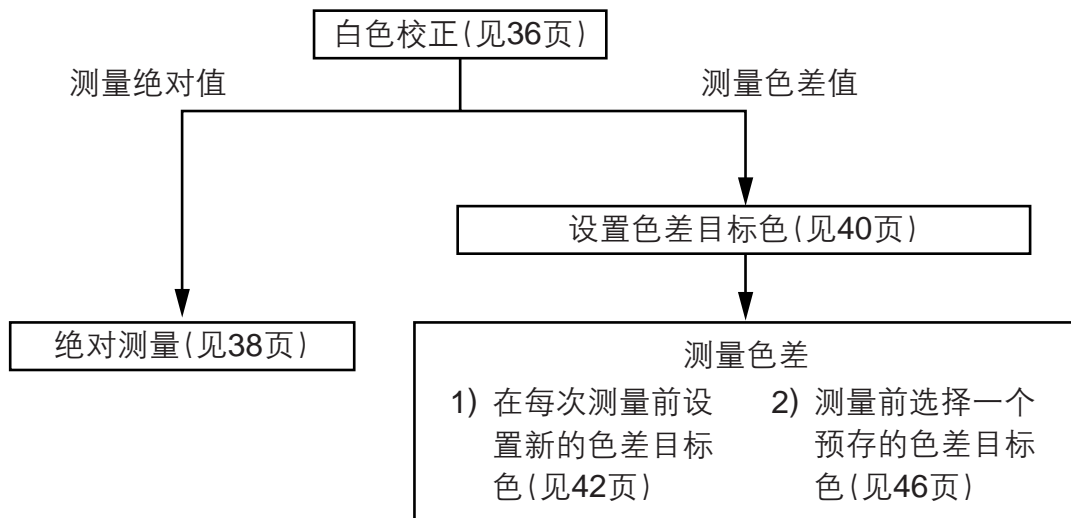 白色校正(见36页)
测量绝对值
测量色差值
设置色差目标色(见40页)
绝对测量(见38页)
测量色差
1) 在每次测量前设
置新的色差目标
色(见42页)
2) 测量前选择一个
预存的色差目标
色(见46页)